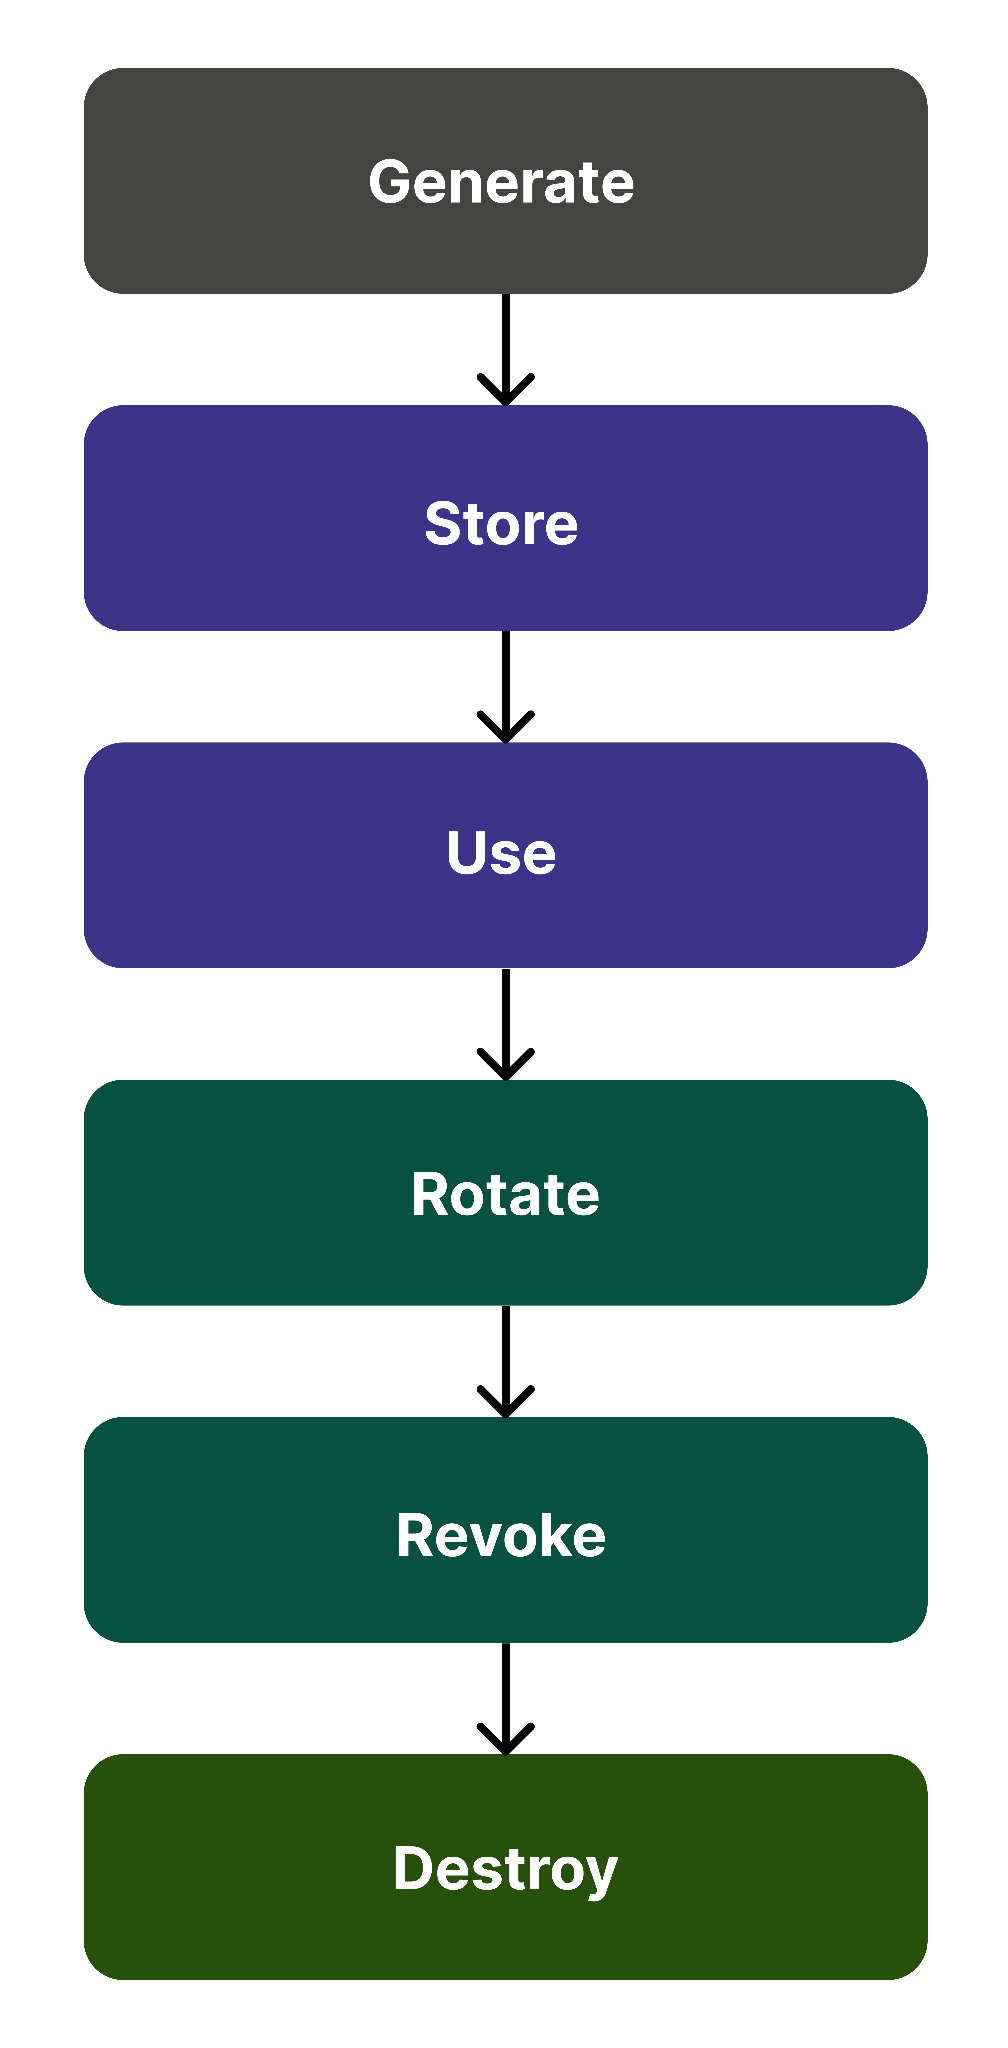 Generate
Store
Use
Rotate
Revoke
Destroy